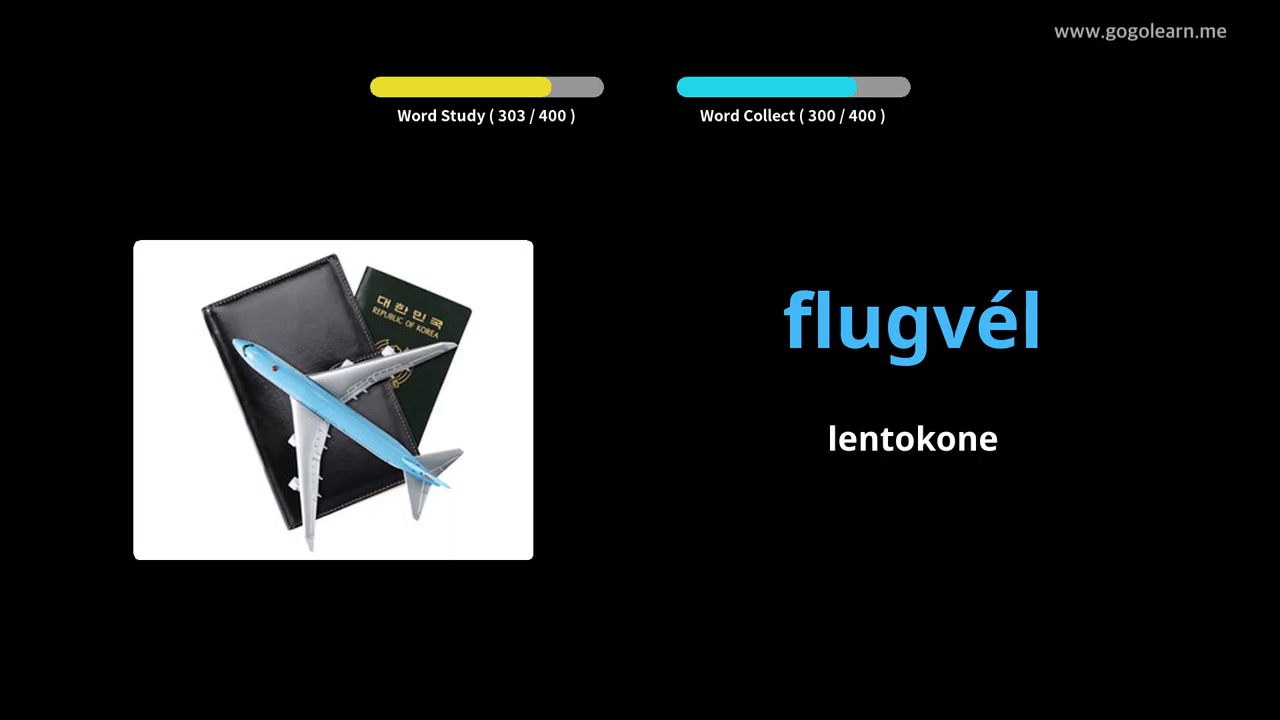 www.gogolearn.me
Word Study ( 303 / 400 )
Word Collect ( 300 / 400 )
대한민국
REPUBLIC OF KOREA
flugvél
lentokone